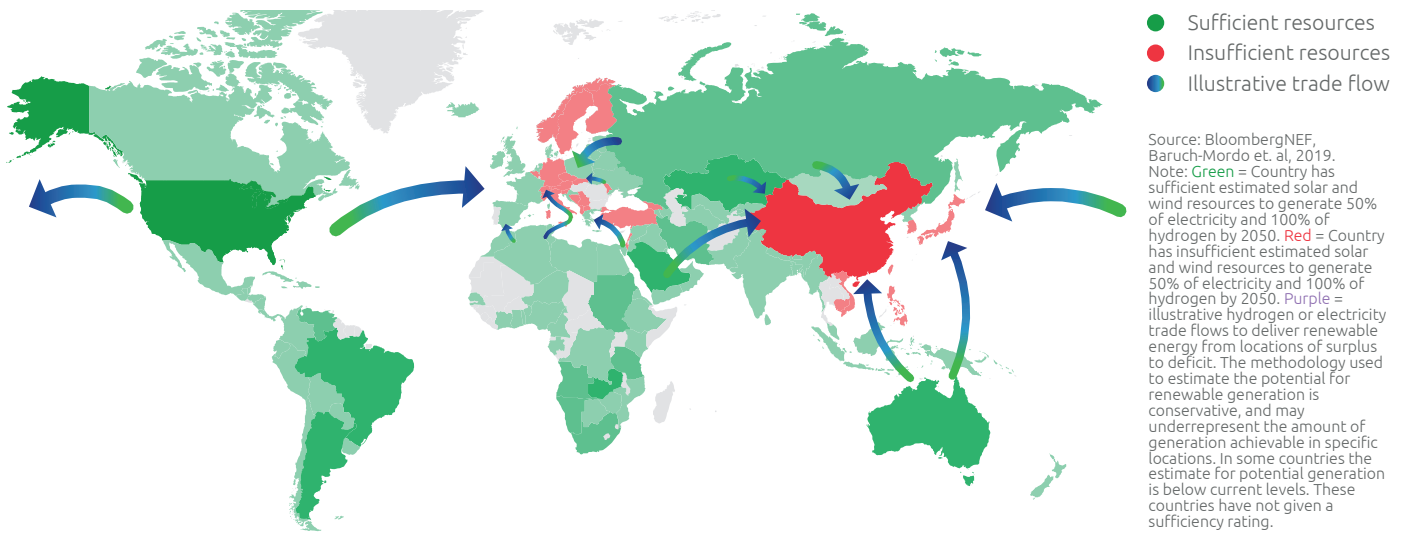 Sufficient resources
Insufficient resources
Illustrative trade flow
Source: BloombergNEF,
Baruch-Mordo et. al, 2019.
Note: Green = Country has
sufficient estimated solar and
wind resources to generate 50%
of electricity and 100% of
hydrogen by 2050. Red = Country
has insufficient estimated solar
and wind resources to generate
50% of electricity and 100% of
hydrogen by 2050. Purple =
illustrative hydrogen or electricity
trade flows to deliver renewable
energy from locations of surplus
to deficit. The methodology used
to estimate the potential for
renewable generation is
conservative, and may
underrepresent the amount of
generation achievable in specific
locations. In some countries the
estimate for potential generation
is below current levels. These
countries have not given a
sufficiency rating.